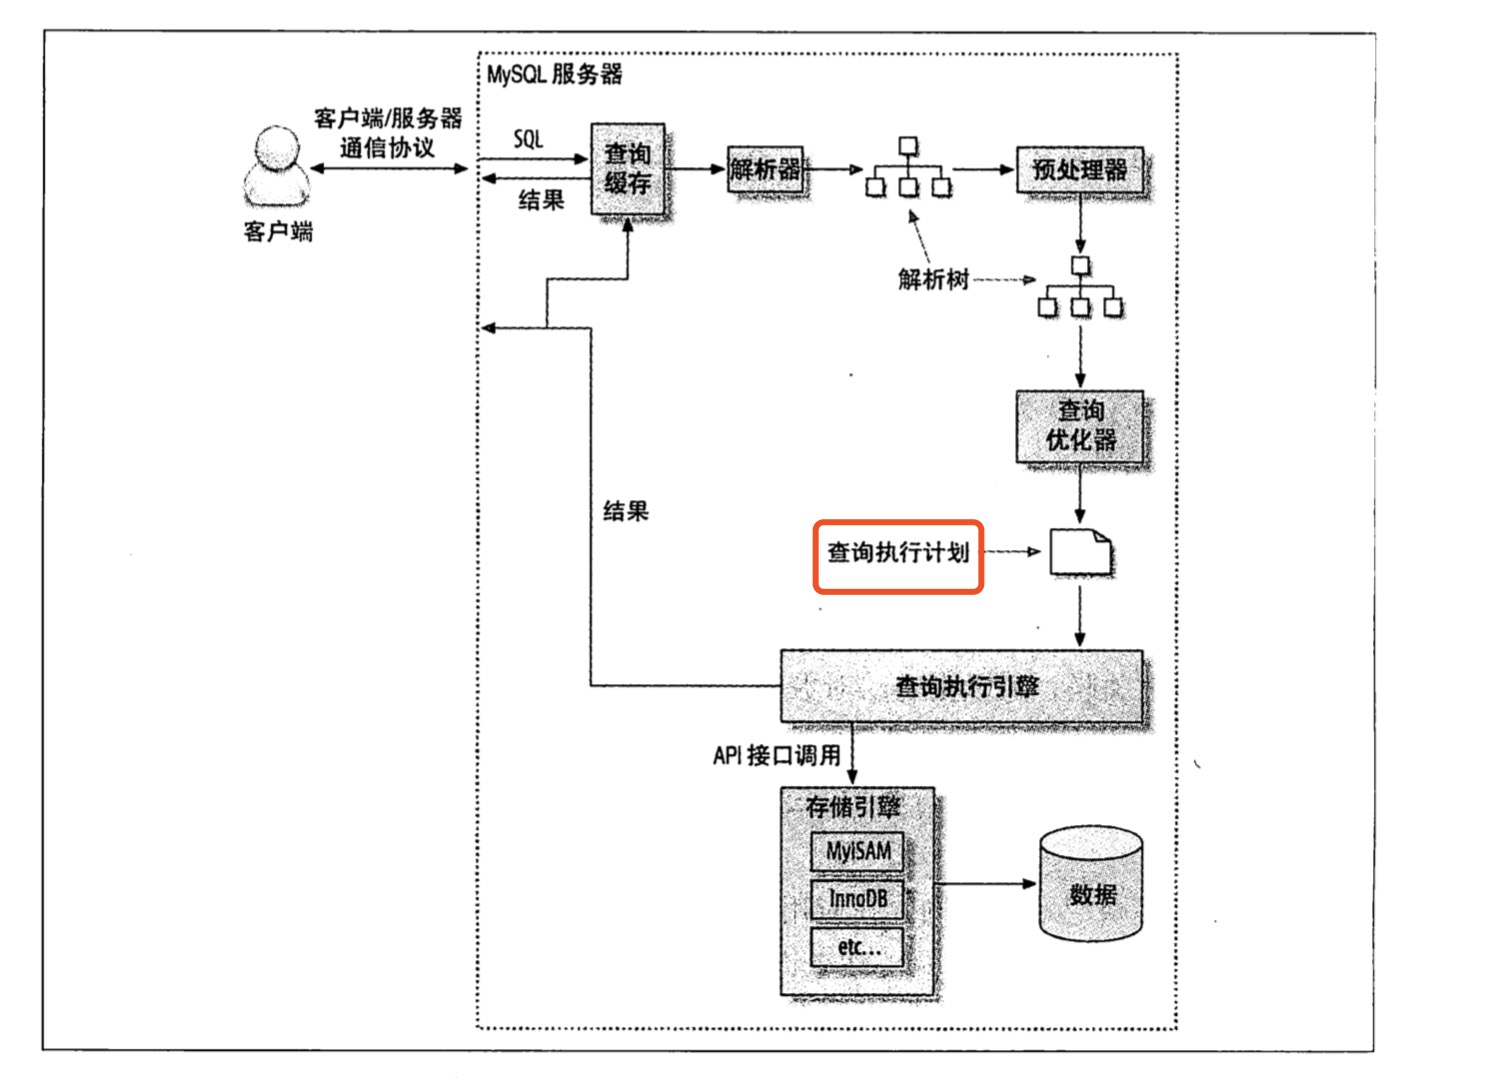 MySQL 服务器
客户端/服务器
通信协议
客户端
SQL
结果
查询
缓存
解析器
预处理器
解析树
查询
优化器
结果
查询执行计划
查询执行引擎
API 接口调用
存储引擎
MyISAM
InnoDB
etc...
数据